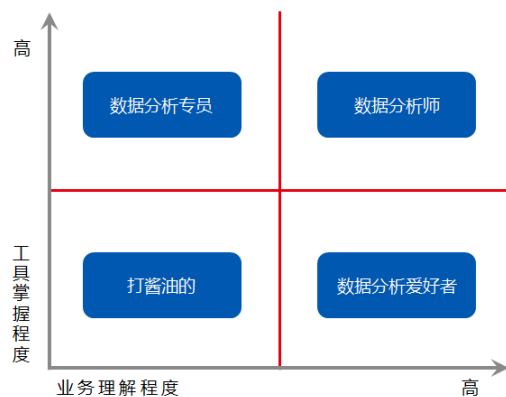 高
数据分析专员
数据分析师
工具掌握程度
打酱油的
数据分析爱好者
业务理解程度
高